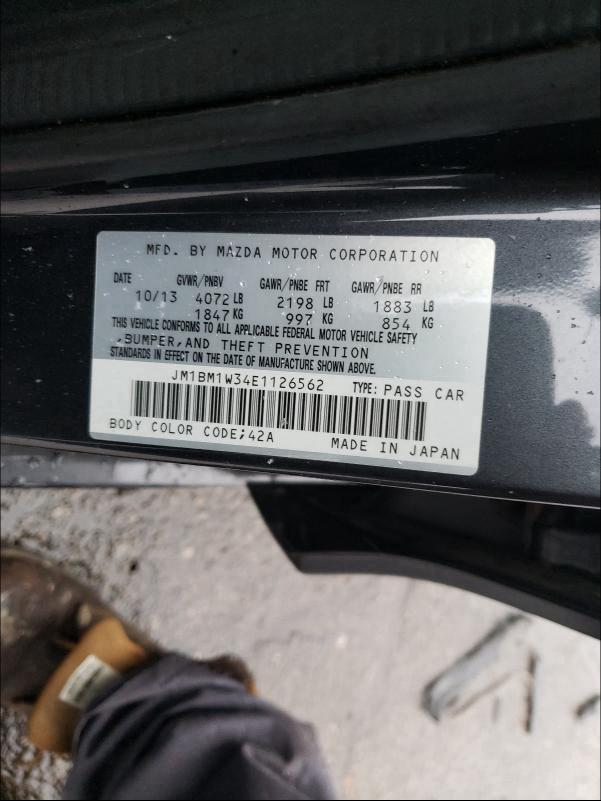 MFD. BY MAZDA MOTOR CORPORATION
DATE GVWR/PNBV GAWR/PNBE FRT GAWR/PNBE RR
10/13 4072 LB 2198 LB 1883 LB
1847 KG 997 KG 854 KG
THIS VEHICLE CONFORMS TO ALL APPLICABLE FEDERAL MOTOR VEHICLE SAFETY
,BUMPER,AND THEFT PREVENTION
STANDARDS IN EFFECT ON THE DATE OF MANUFACTURE SHOWN ABOVE.
JM1BM1W34E1126562 TYPE: PASS CAR
BODY COLOR CODE;42A MADE IN JAPAN